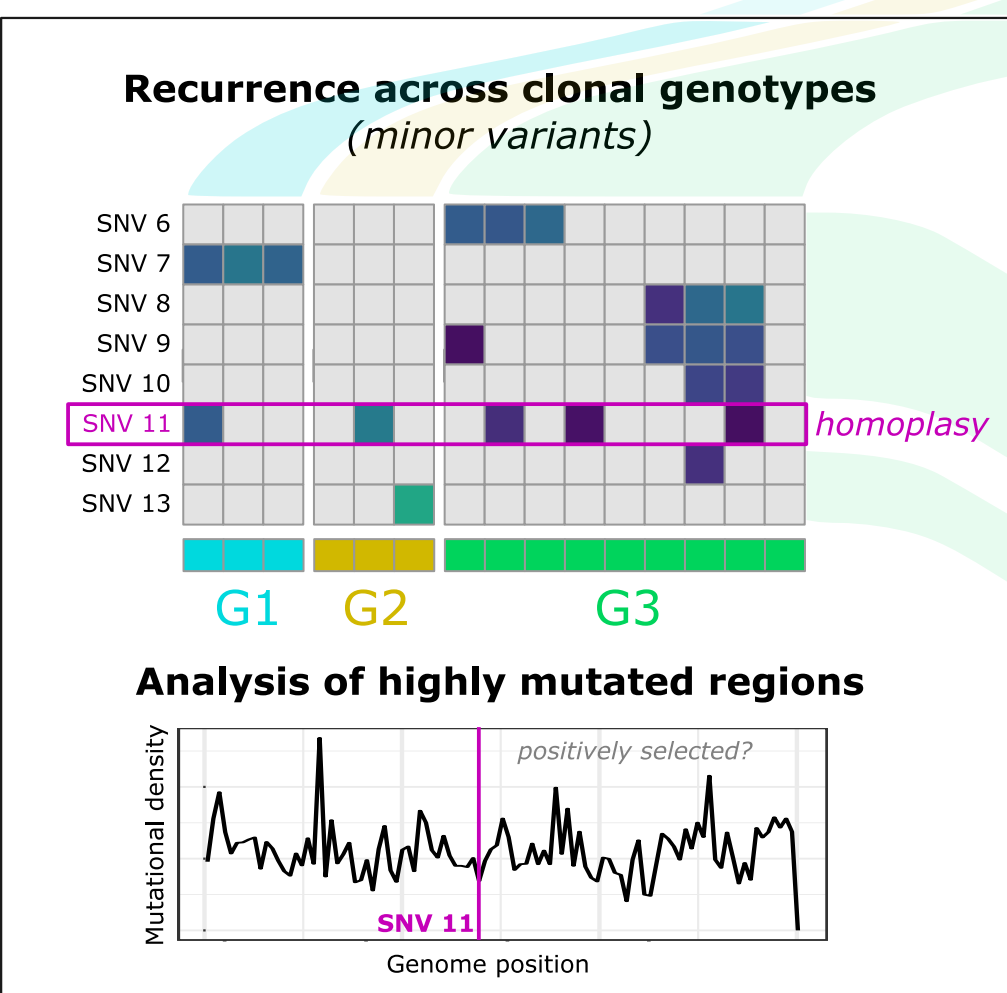 Recurrence across clonal genotypes
(minor variants)
SNV 6
SNV 7
SNV 8
SNV 9
SNV 10
SNV 11
homoplasy
SNV 12
SNV 13
G1
G2
G3
Analysis of highly mutated regions
Mutational density
positively selected?
SNV 11
Genome position